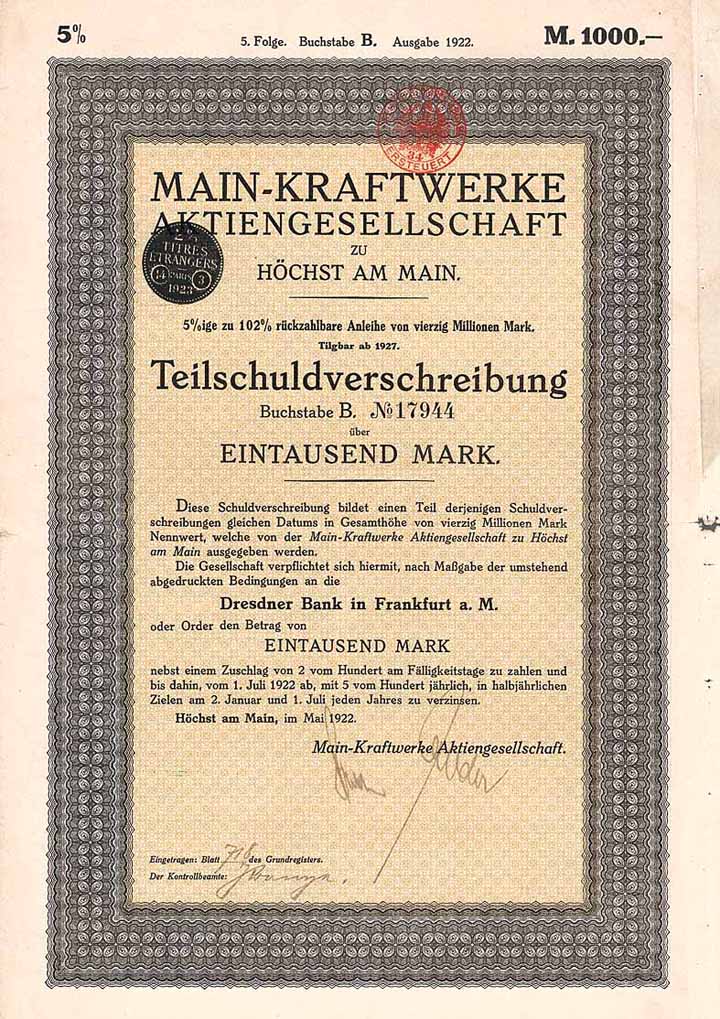 5% 5. Folge. Buchstabe B. Ausgabe 1922. M. 1000.—
ERSTEUERT
MAIN-KRAFTWERKE
AKTIENGESELLSCHAFT
ZU
HÖCHST AM MAIN.
TITRES
ETRANGERS
PARIS
1923
5%ige zu 102% rückzahlbare Anleihe von vierzig Millionen Mark.
Tilgbar ab 1927.
Teilschuldverschreibung
Buchstabe B. №17944
über
EINTAUSEND MARK.
Diese Schuldverschreibung bildet einen Teil derjenigen Schuldver-
schreibungen gleichen Datums in Gesamthöhe von vierzig Millionen Mark
Nennwert, welche von der Main-Kraftwerke Aktiengesellschaft zu Höchst
am Main ausgegeben werden.
Die Gesellschaft verpflichtet sich hiermit, nach Maßgabe der umstehend
abgedruckten Bedingungen an die
Dresdner Bank in Frankfurt a. M.
oder Order den Betrag von
EINTAUSEND MARK
nebst einem Zuschlag von 2 vom Hundert am Fälligkeitstage zu zahlen und
bis dahin, vom 1. Juli 1922 ab, mit 5 vom Hundert jährlich, in halbjährlichen
Zielen am 2. Januar und 1. Juli jeden Jahres zu verzinsen.
Höchst am Main, im Mai 1922.
Main-Kraftwerke Aktiengesellschaft.
Eingetragen: Blatt 718 des Grundregisters.
Der Kontrollbeamte: